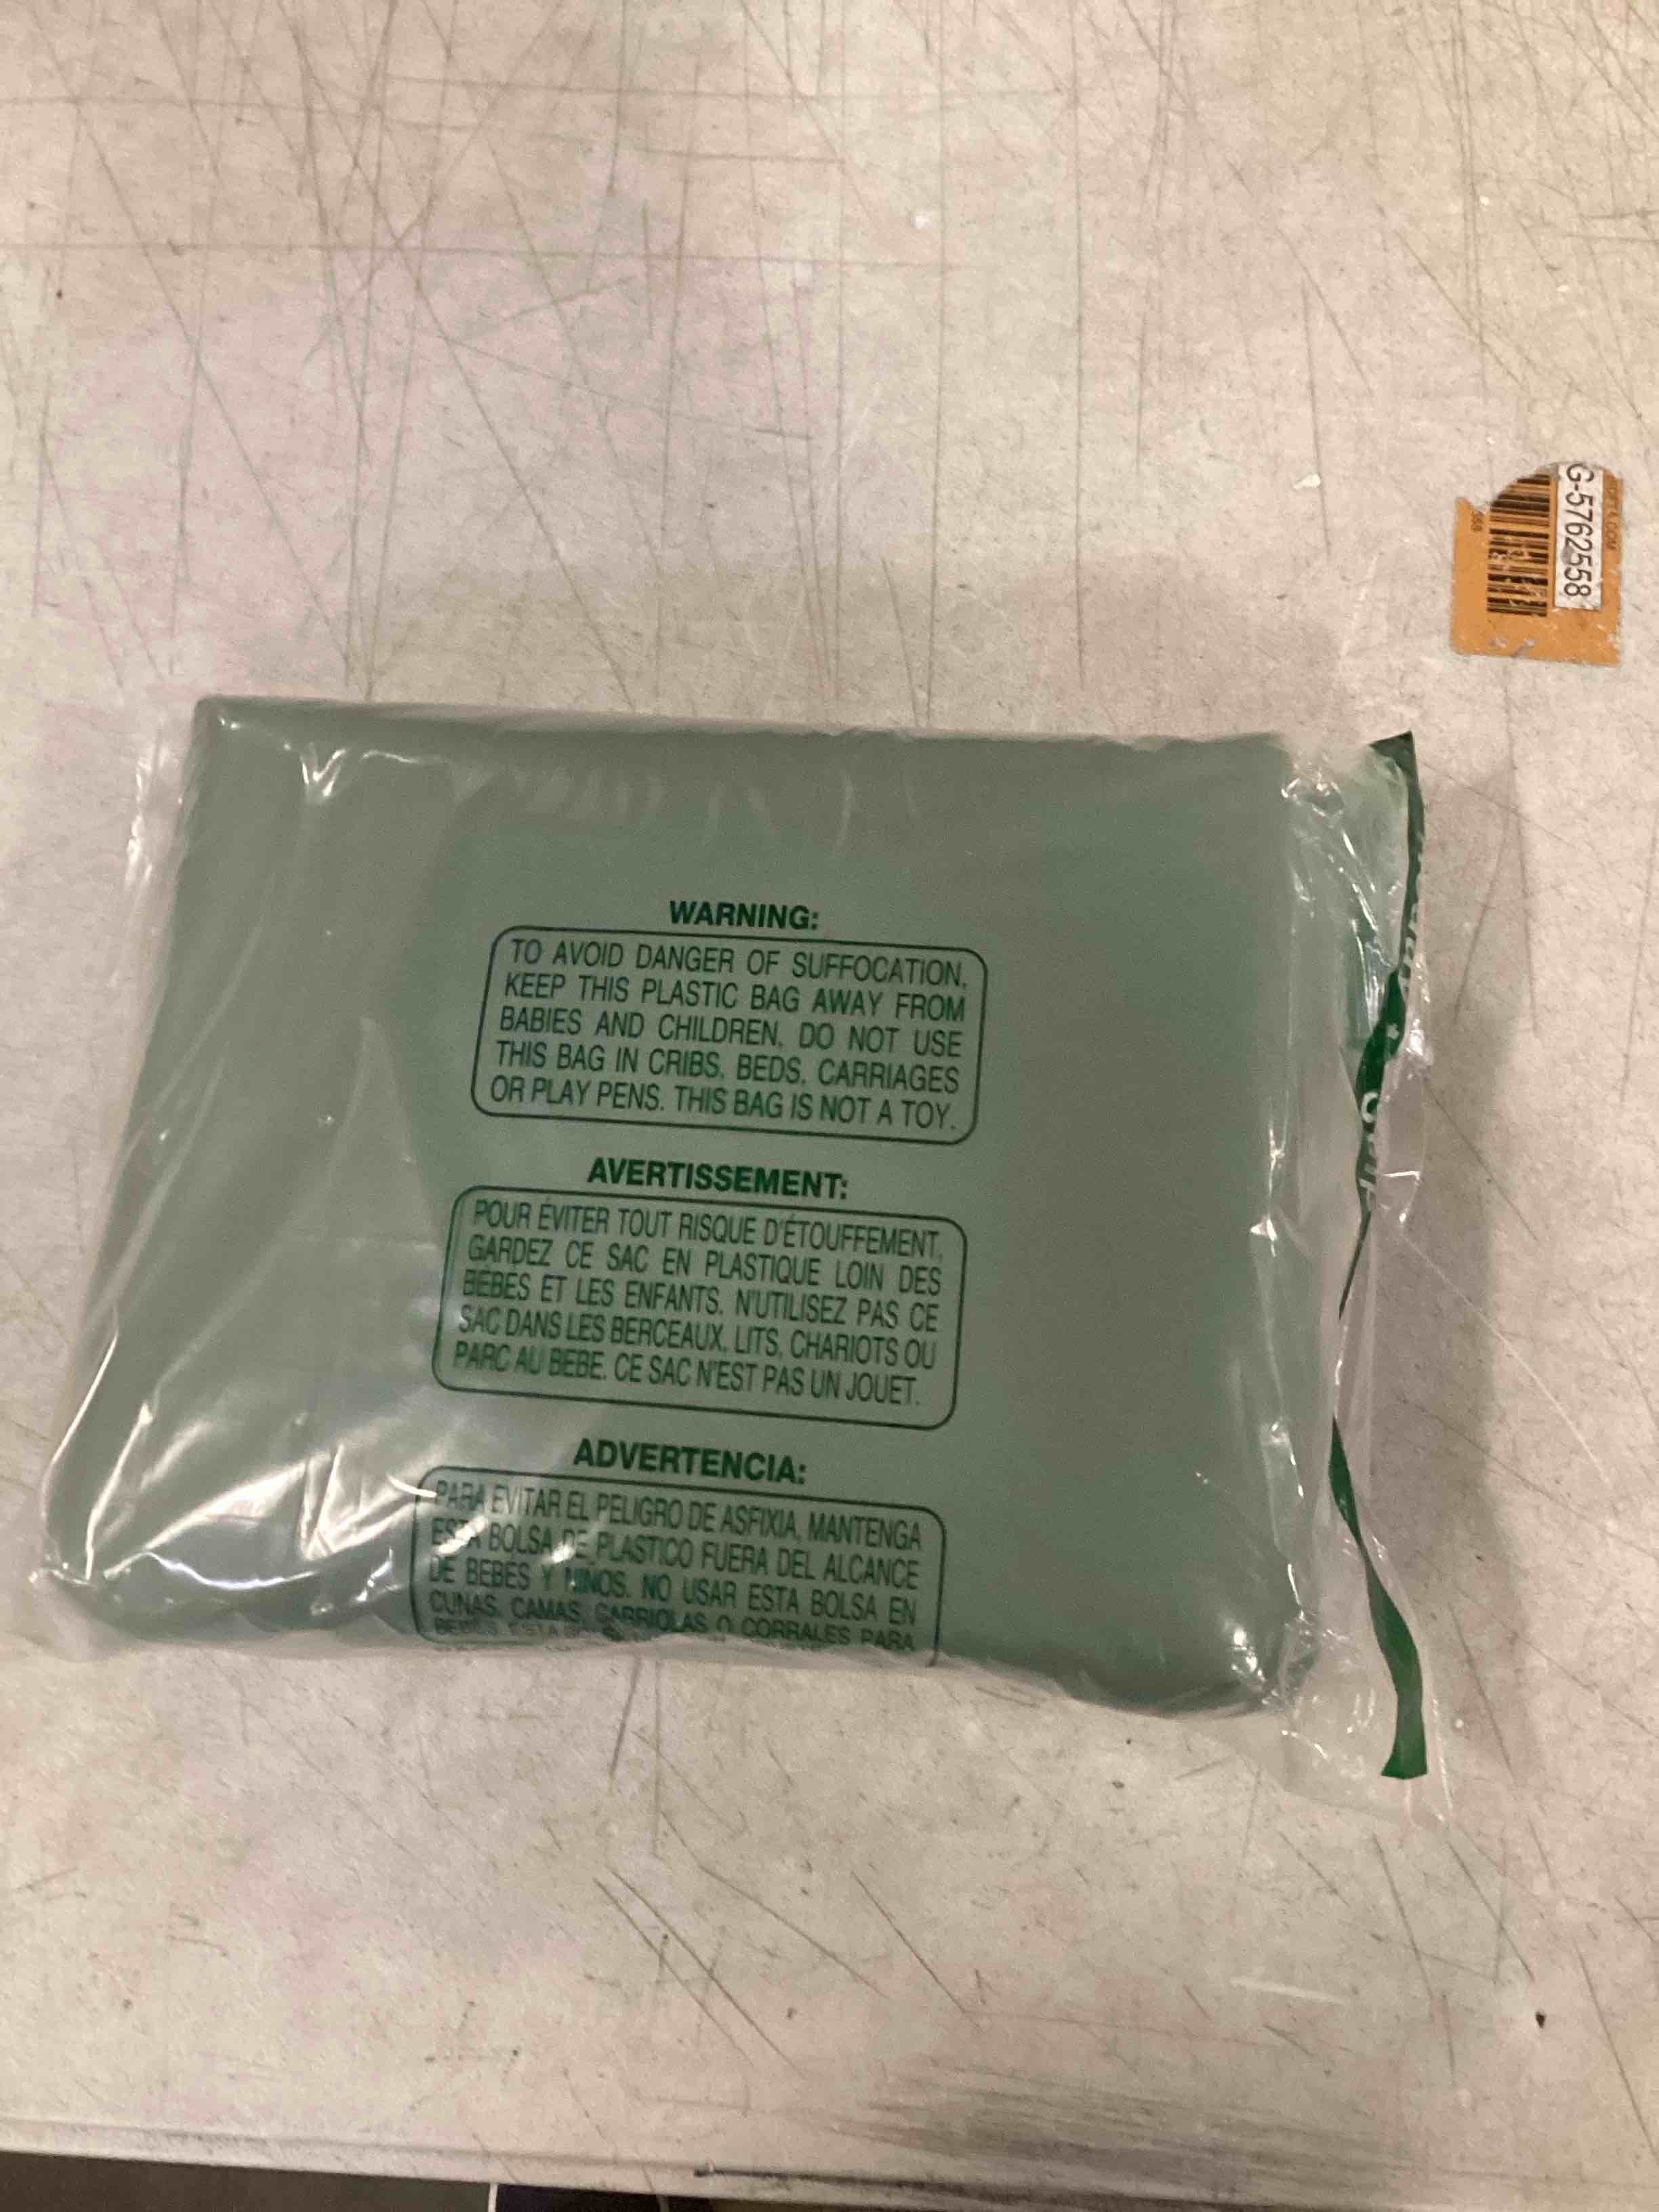 G-5762558
WARNING:
TO AVOID DANGER OF SUFFOCATION,
KEEP THIS PLASTIC BAG AWAY FROM
BABIES AND CHILDREN, DO NOT USE
THIS BAG IN CRIBS, BEDS, CARRIAGES
OR PLAY PENS. THIS BAG IS NOT A TOY.
AVERTISSEMENT:
POUR ÉVITER TOUT RISQUE D'ÉTOUFFEMENT,
GARDEZ CE SAC EN PLASTIQUE LOIN DES
BÉBES ET LES ENFANTS. N'UTILISEZ PAS CE
SAC DANS LES BERCEAUX, LITS, CHARIOTS OU
PARC AU BEBE. CE SAC N'EST PAS UN JOUET.
ADVERTENCIA:
PARA EVITAR EL PELIGRO DE ASFIXIA, MANTENGA
ESTA BOLSA DE PLASTICO FUERA DEL ALCANCE
DE BEBES Y NINOS. NO USAR ESTA BOLSA EN
CUNAS, CAMAS, CARRIOLAS O CORRALES PARA
BEBES. ESTA